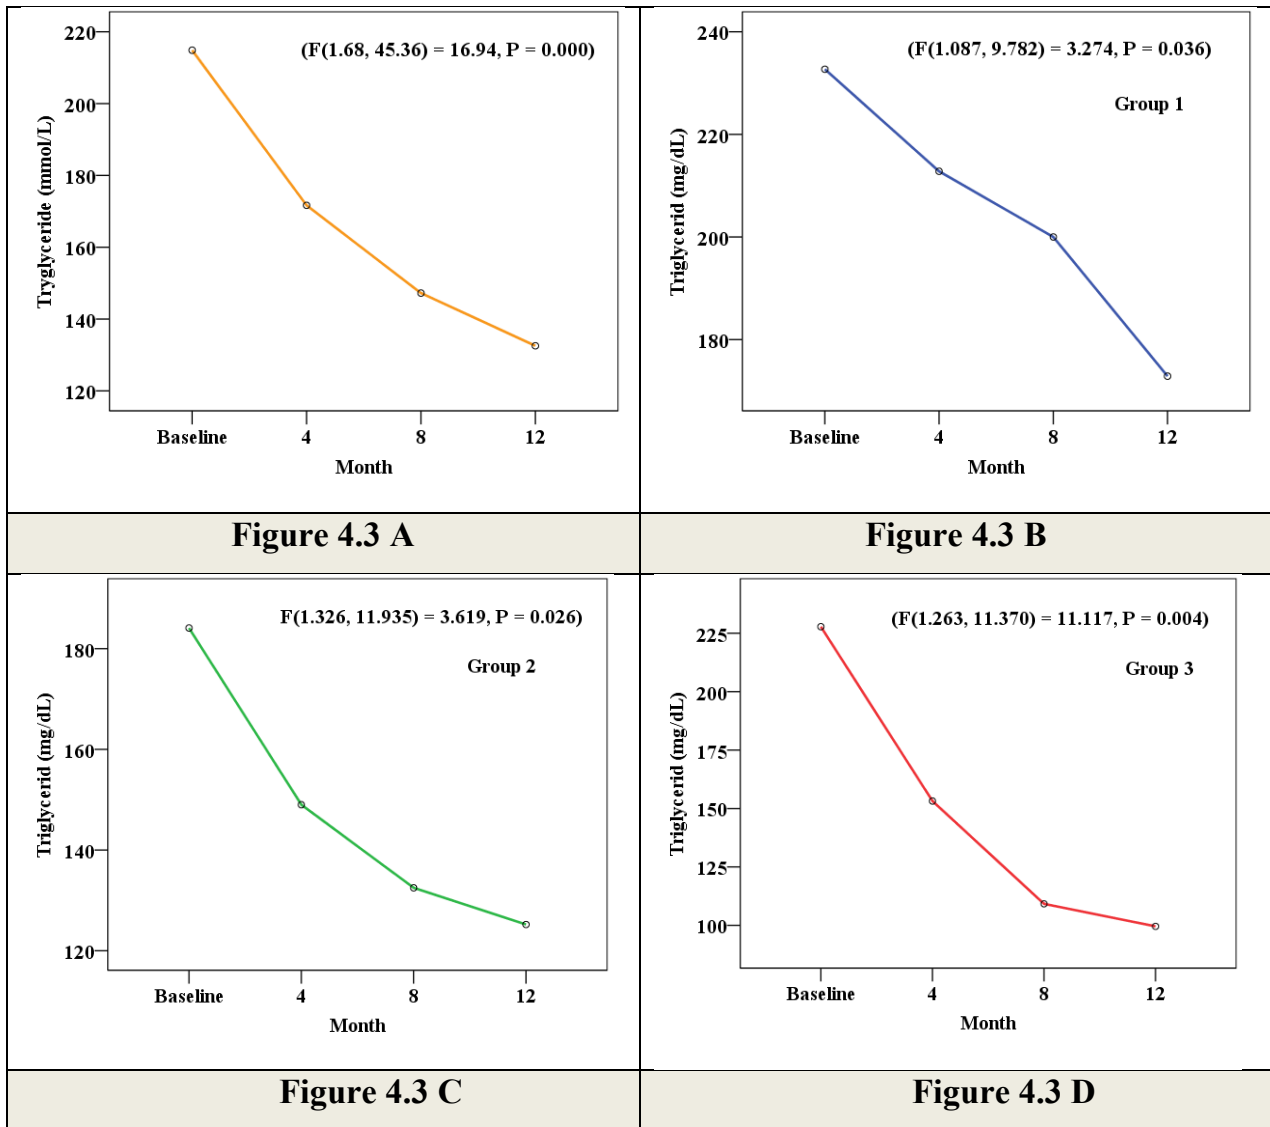 (F(1.68, 45.36) = 16.94, P = 0.000)
Tryglyceride (mmol/L)
220
200
180
160
140
120
Baseline 4 8 12
Month
Figure 4.3 A
(F(1.087, 9.782) = 3.274, P = 0.036)
Group 1
Triglycerid (mg/dL)
240
220
200
180
Baseline 4 8 12
Month
Figure 4.3 B
F(1.326, 11.935) = 3.619, P = 0.026)
Group 2
Triglycerid (mg/dL)
180
160
140
120
Baseline 4 8 12
Month
Figure 4.3 C
(F(1.263, 11.370) = 11.117, P = 0.004)
Group 3
Triglycerid (mg/dL)
225
200
175
150
125
100
Baseline 4 8 12
Month
Figure 4.3 D